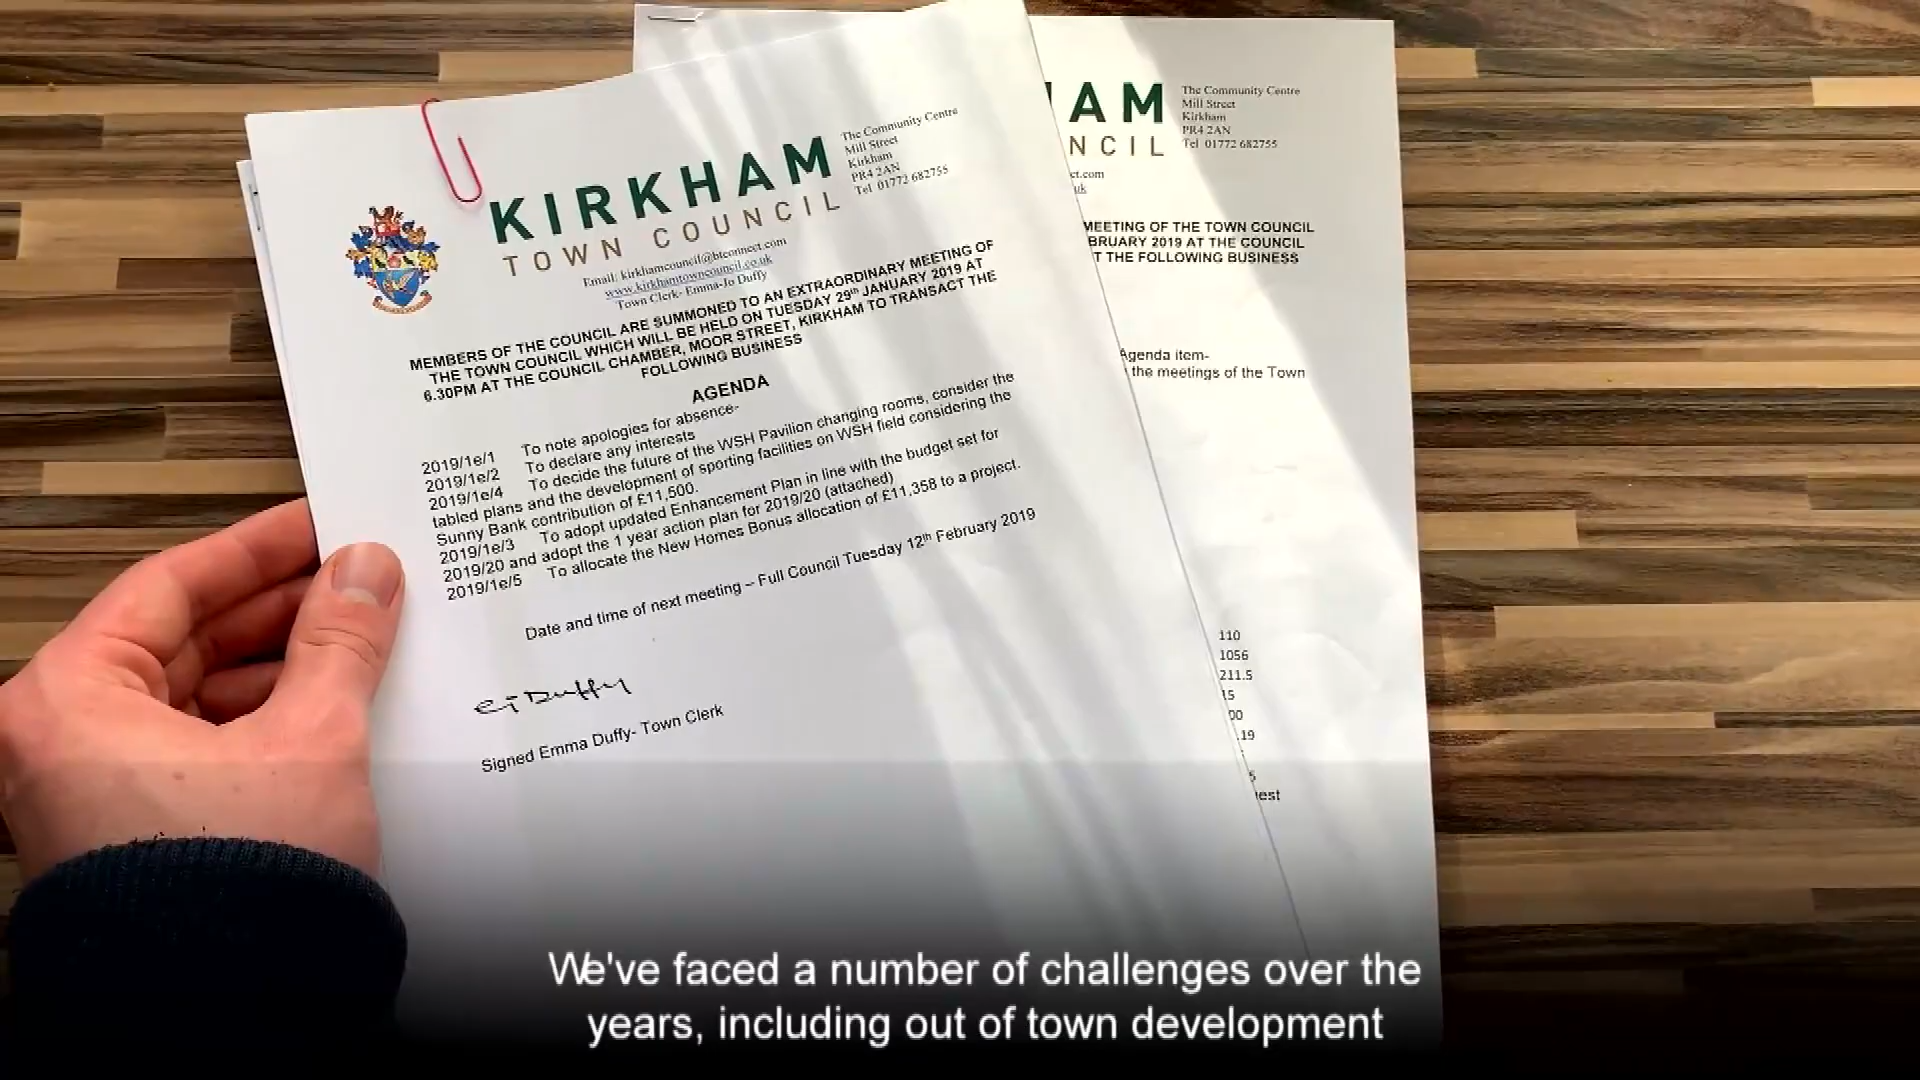 KIRKHAM
TOWN COUNCIL
The Community Centre
Mill Street
Kirkham
PR4 2AN
Tel 01772 682755
Email: kirkhamcouncil@btconnect.com
www.kirkhamtowncouncil.co.uk
Town Clerk- Emma-Jo Duffy
MEMBERS OF THE COUNCIL ARE SUMMONED TO AN EXTRAORDINARY MEETING OF
THE TOWN COUNCIL WHICH WILL BE HELD ON TUESDAY 29th JANUARY 2019 AT
6.30PM AT THE COUNCIL CHAMBER, MOOR STREET, KIRKHAM TO TRANSACT THE
FOLLOWING BUSINESS
AGENDA
2019/1e/1 To note apologies for absence-
2019/1e/2 To declare any interests
2019/1e/4 To decide the future of the WSH Pavilion changing rooms, consider the
tabled plans and the development of sporting facilities on WSH field considering the
Sunny Bank contribution of £11,500.
2019/1e/3 To adopt updated Enhancement Plan in line with the budget set for
2019/20 and adopt the 1 year action plan for 2019/20 (attached)
2019/1e/5 To allocate the New Homes Bonus allocation of £11,358 to a project.
Date and time of next meeting – Full Council Tuesday 12th February 2019
EJ Duffy
Signed Emma Duffy- Town Clerk
AM
NCIL
The Community Centre
Mill Street
Kirkham
PR4 2AN
Tel 01772 682755
ct.com
uk
MEETING OF THE TOWN COUNCIL
BRUARY 2019 AT THE COUNCIL
T THE FOLLOWING BUSINESS
Agenda item-
the meetings of the Town
110
1056
211.5
15
00
.19
5
est
We've faced a number of challenges over the
years, including out of town development